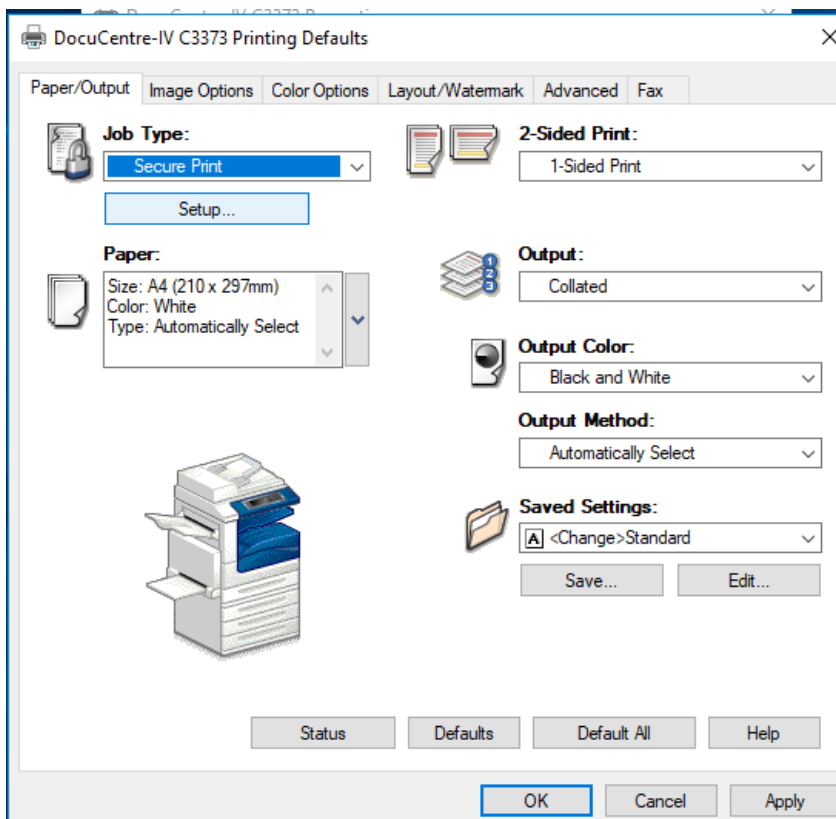 DocuCentre-IV C3373 Printing Defaults
Paper/Output Image Options Color Options Layout/Watermark Advanced Fax
Job Type:
Secure Print
Setup...
2-Sided Print:
1-Sided Print
Paper:
Size: A4 (210 x 297mm)
Color: White
Type: Automatically Select
Output:
Collated
1
2
3
Output Color:
Black and White
Output Method:
Automatically Select
Saved Settings:
A <Change>Standard
Save... Edit...
Status Defaults Default All Help
OK Cancel Apply